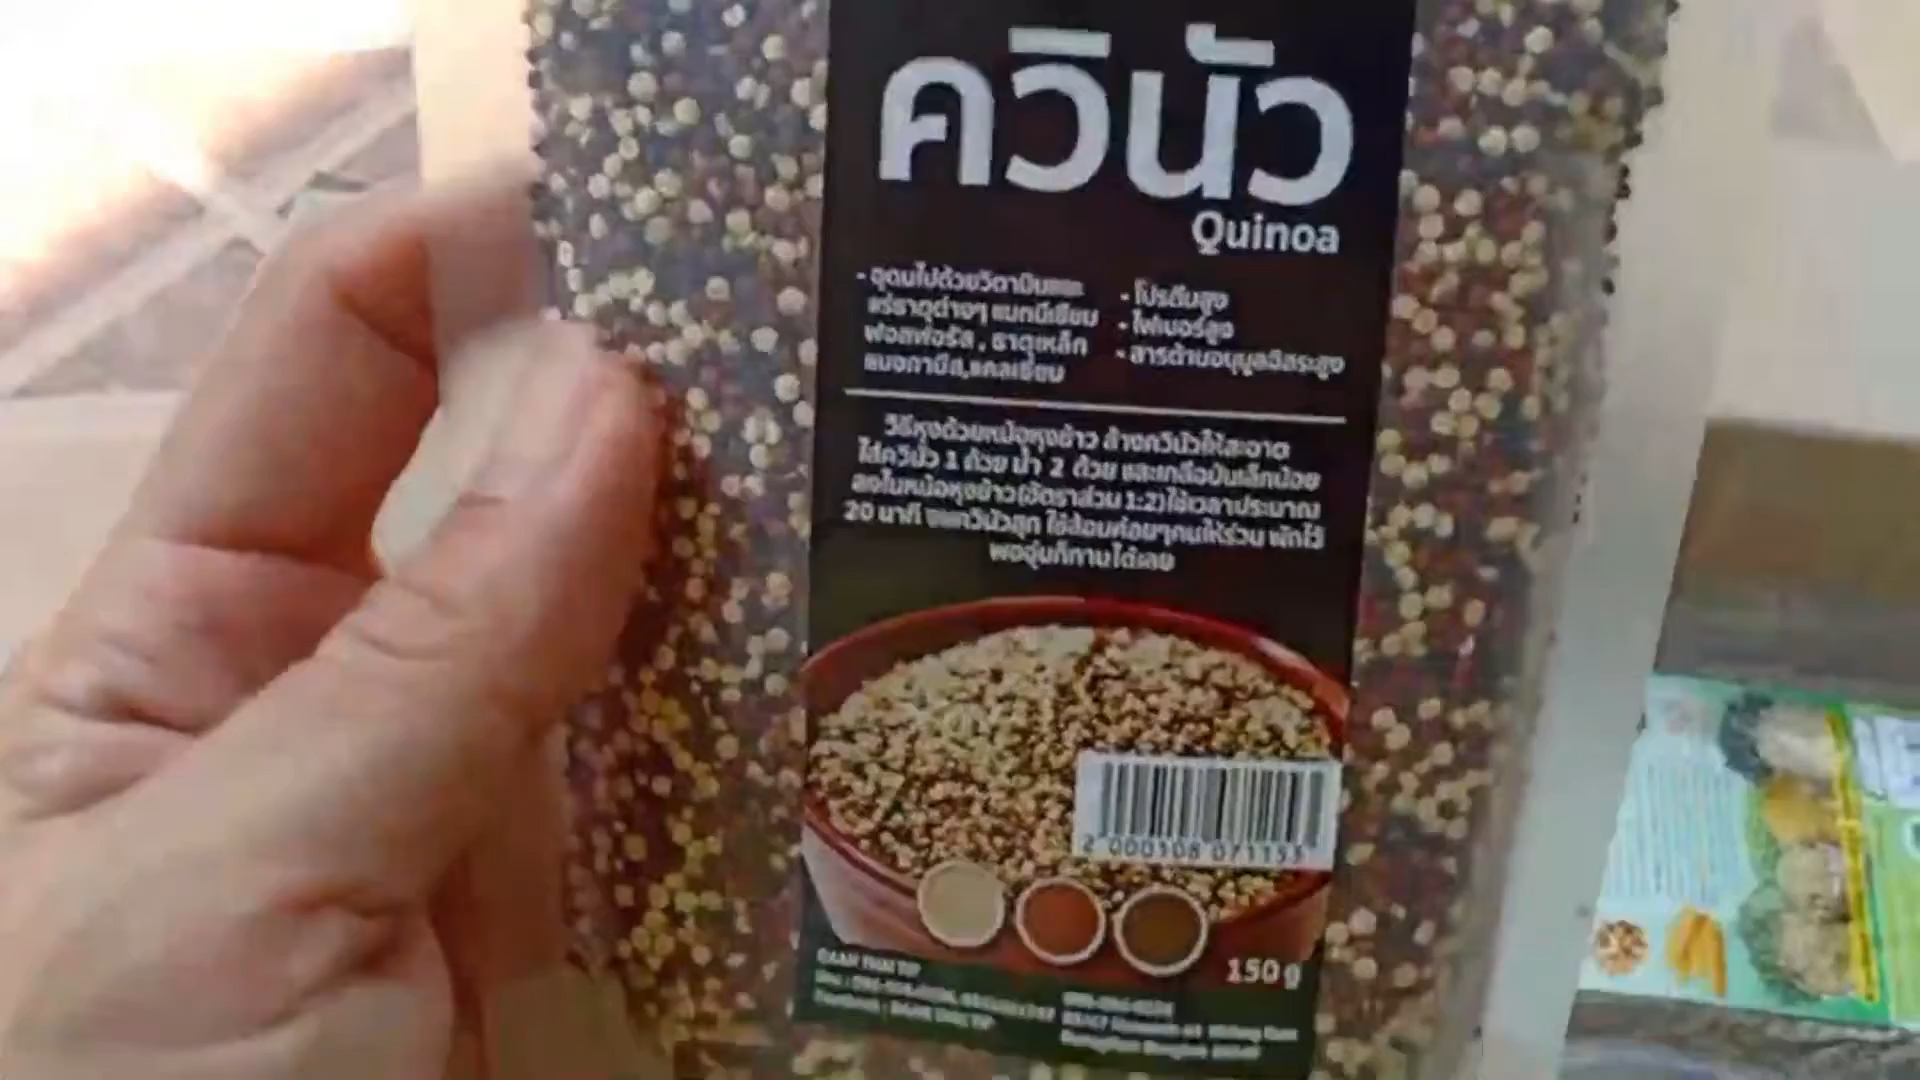 ควินัว
Quinoa
- อุดมไปด้วยวิตามินและ
แร่ธาตุต่างๆ แมกนีเซียม
ฟอสฟอรัส , ธาตุเหล็ก
แมงกานีส,แคลเซียม
- โปรตีนสูง
- ไฟเบอร์สูง
- สารต้านอนุมูลอิสระสูง
วิธีหุงด้วยหม้อหุงข้าว ล้างควินัวให้สะอาด
ใส่ควินัว 1 ถ้วย น้ำ 2 ถ้วย และเกลือป่นเล็กน้อย
ลงในหม้อหุงข้าว(อัตราส่วน 1:2)ใช้เวลาประมาณ
20 นาที จนควินัวสุก ใช้ส้อมค่อยๆคนให้ร่วน พักไว้
พออุ่นก็ทานได้เลย
2 000108 071155
150 g
BAAN THAI TIP
Facebook : BAAN THAI TIP